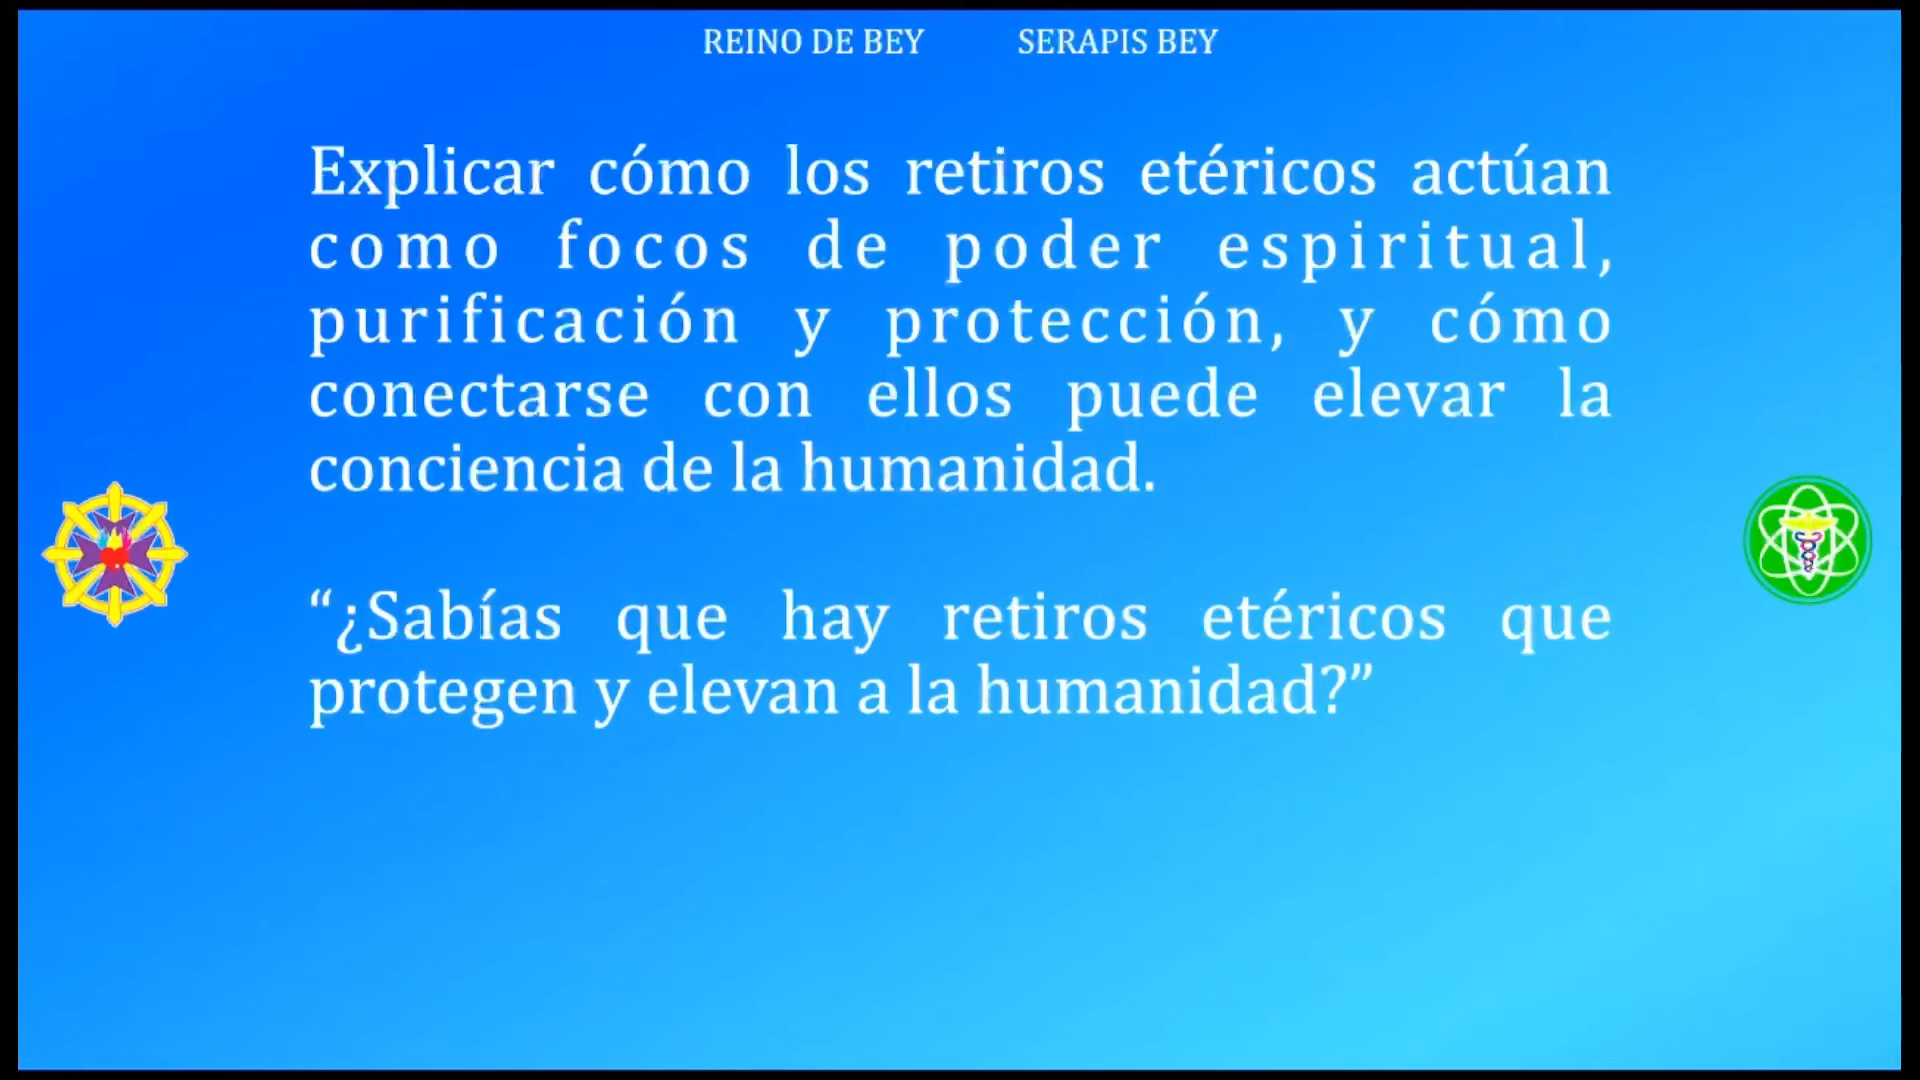 REINO DE BEY SERAPIS BEY
Explicar cómo los retiros etéricos actúan
como focos de poder espiritual,
purificación y protección, y cómo
conectarse con ellos puede elevar la
conciencia de la humanidad.
“¿Sabías que hay retiros etéricos que
protegen y elevan a la humanidad?”